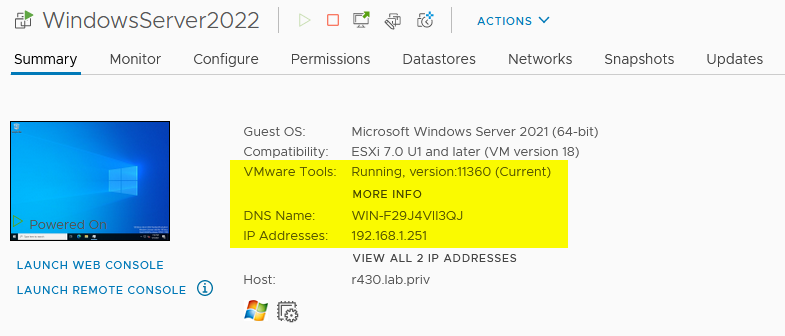 WindowsServer2022 ACTIONS
Summary Monitor Configure Permissions Datastores Networks Snapshots Updates
Guest OS: Microsoft Windows Server 2021 (64-bit)
Compatibility: ESXi 7.0 U1 and later (VM version 18)
VMware Tools: Running, version:11360 (Current)
MORE INFO
DNS Name: WIN-F29J4VII3QJ
IP Addresses: 192.168.1.251
VIEW ALL 2 IP ADDRESSES
Host: r430.lab.priv
Powered On
LAUNCH WEB CONSOLE
LAUNCH REMOTE CONSOLE